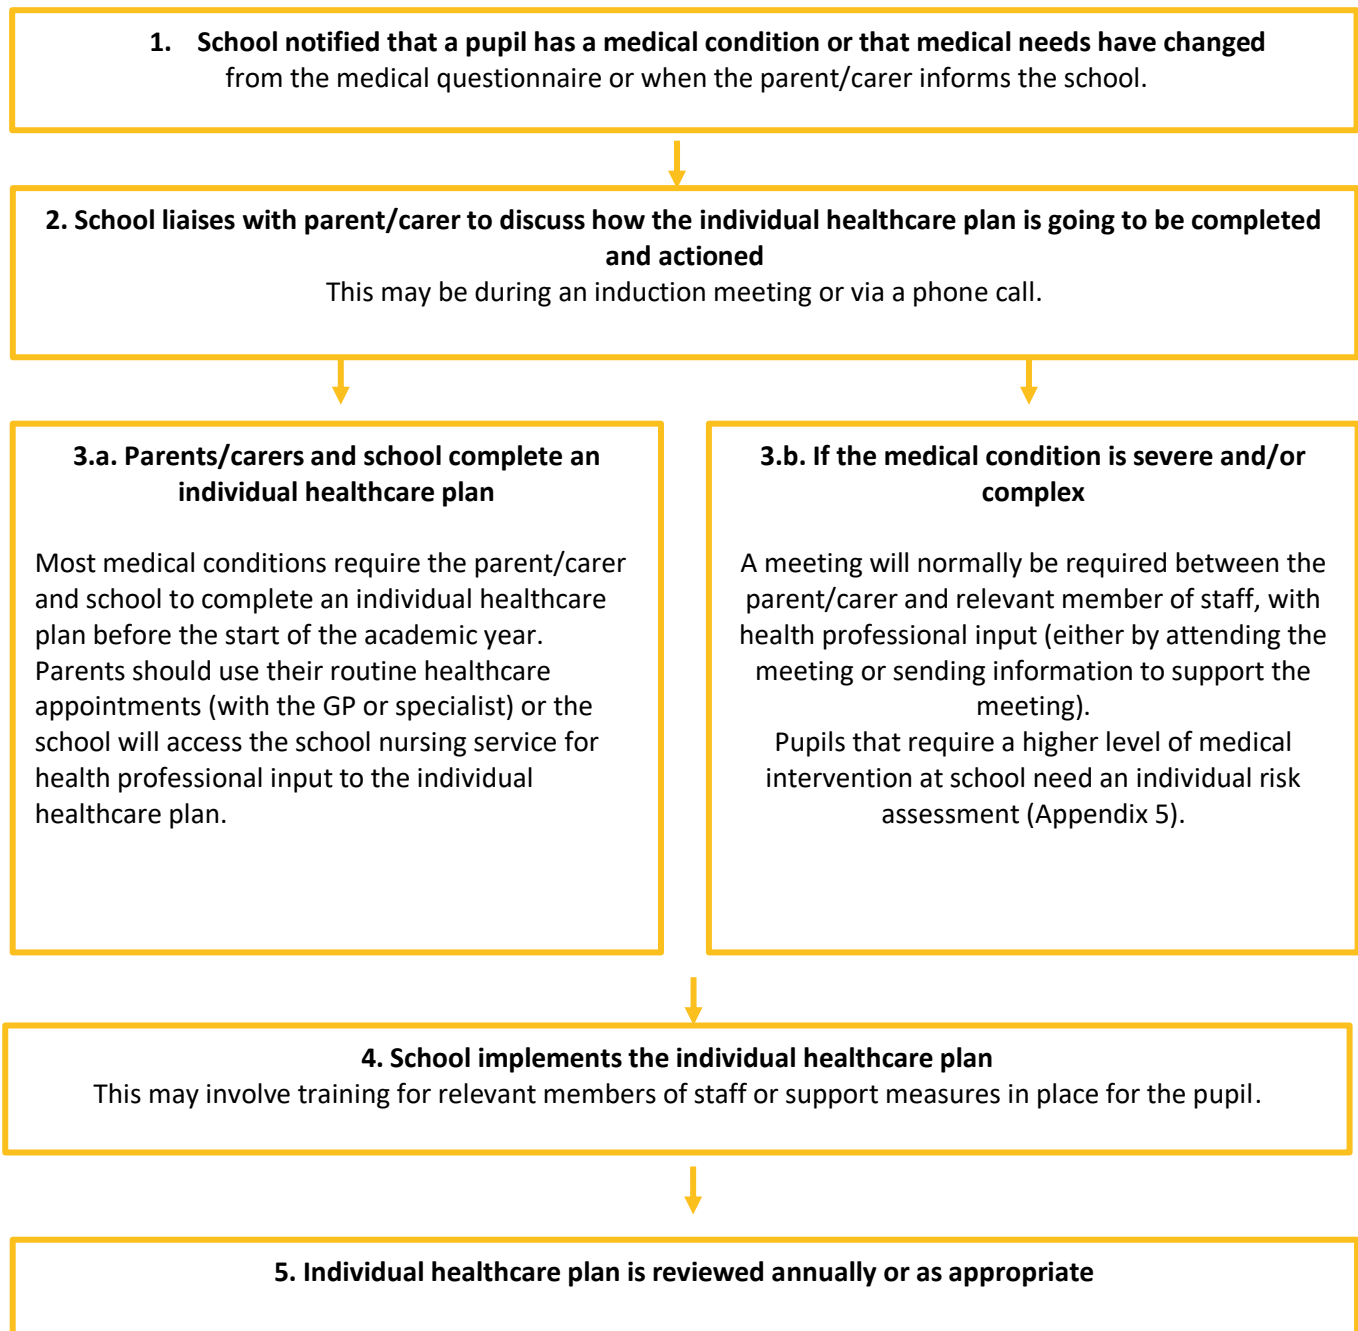 1. School notified that a pupil has a medical condition or that medical needs have changed
from the medical questionnaire or when the parent/carer informs the school.
2. School liaises with parent/carer to discuss how the individual healthcare plan is going to be completed
and actioned
This may be during an induction meeting or via a phone call.
3.a. Parents/carers and school complete an
individual healthcare plan
Most medical conditions require the parent/carer
and school to complete an individual healthcare
plan before the start of the academic year.
Parents should use their routine healthcare
appointments (with the GP or specialist) or the
school will access the school nursing service for
health professional input to the individual
healthcare plan.
3.b. If the medical condition is severe and/or
complex
A meeting will normally be required between the
parent/carer and relevant member of staff, with
health professional input (either by attending the
meeting or sending information to support the
meeting).
Pupils that require a higher level of medical
intervention at school need an individual risk
assessment (Appendix 5).
4. School implements the individual healthcare plan
This may involve training for relevant members of staff or support measures in place for the pupil.
5. Individual healthcare plan is reviewed annually or as appropriate